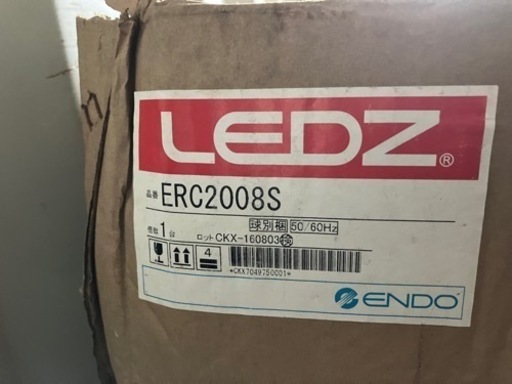 LEDZ®
品番 ERC2008S
個数 1台 球別梱 50/60Hz
ロット CKX-160803
4
*CKX7049750001*
ENDO